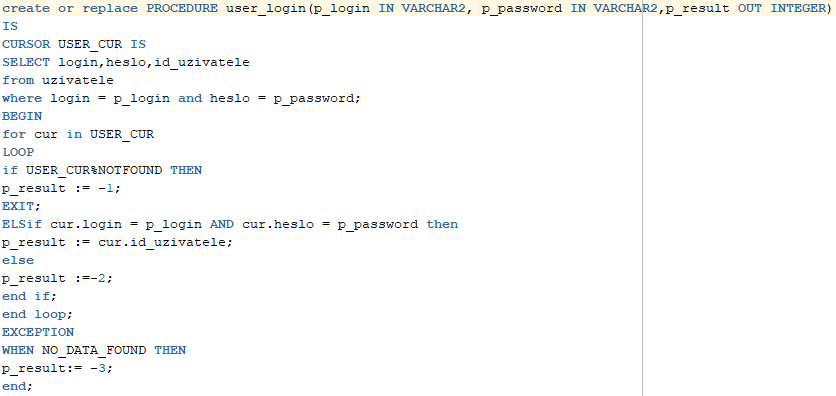 create or replace PROCEDURE user_login(p_login IN VARCHAR2, p_password IN VARCHAR2,p_result OUT INTEGER)
IS
CURSOR USER_CUR IS
SELECT login,heslo,id_uzivatele
from uzivatele
where login = p_login and heslo = p_password;
BEGIN
for cur in USER_CUR
LOOP
if USER_CUR%NOTFOUND THEN
p_result := -1;
EXIT;
ELSif cur.login = p_login AND cur.heslo = p_password then
p_result := cur.id_uzivatele;
else
p_result :=-2;
end if;
end loop;
EXCEPTION
WHEN NO_DATA_FOUND THEN
p_result:= -3;
end;